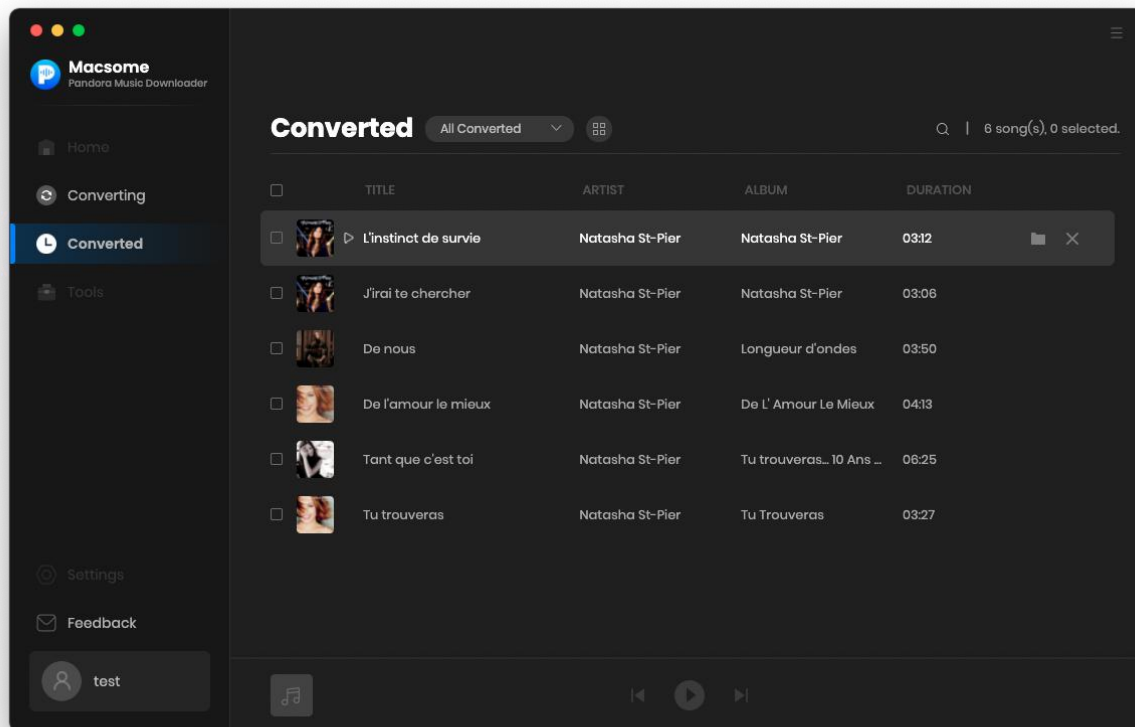 Macsome
Pandora Music Downloader
Home
Converting
Converted
Tools
Settings
Feedback
test
Converted
All Converted
6 song(s), 0 selected.
TITLE ARTIST ALBUM DURATION
L'instinct de survie Natasha St-Pier Natasha St-Pier 03:12
J'irai te chercher Natasha St-Pier Natasha St-Pier 03:06
De nous Natasha St-Pier Longueur d'ondes 03:50
De l'amour le mieux Natasha St-Pier De L' Amour Le Mieux 04:13
Tant que c'est toi Natasha St-Pier Tu trouveras... 10 Ans ... 06:25
Tu trouveras Natasha St-Pier Tu Trouveras 03:27